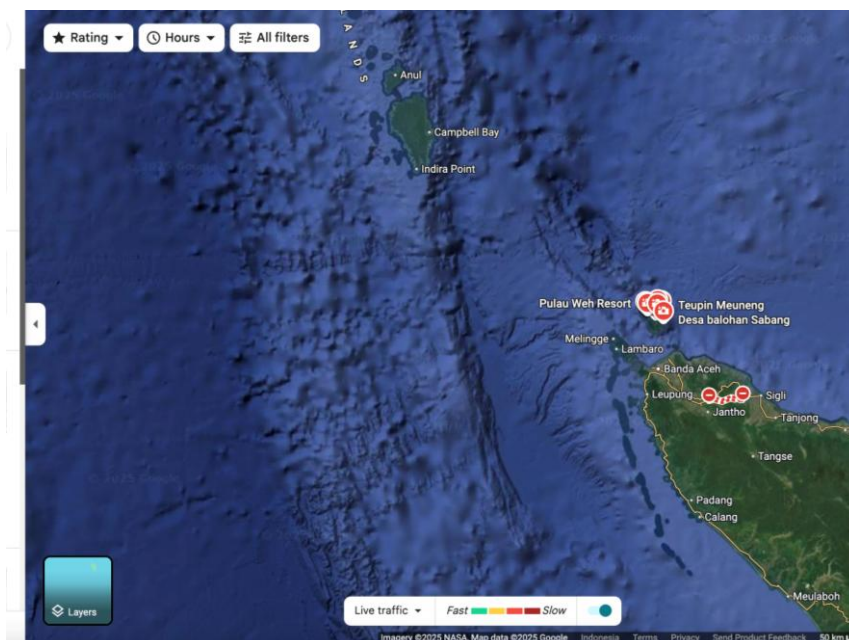 Rating
Hours
All filters
LANDS
Anul
Campbell Bay
Indira Point
Pulau Weh Resort
Teupin Meuneng
Desa balohan Sabang
Melingge
Lambaro
Banda Aceh
Leupung
Sigli
Jantho
Tanjong
Tangse
Padang
Calang
Meulaboh
Layers
Live traffic
Fast
Slow
Imagery ©2025 NASA, Map data ©2025 Google
Indonesia
Terms
Privacy
Send Product Feedback
50 km